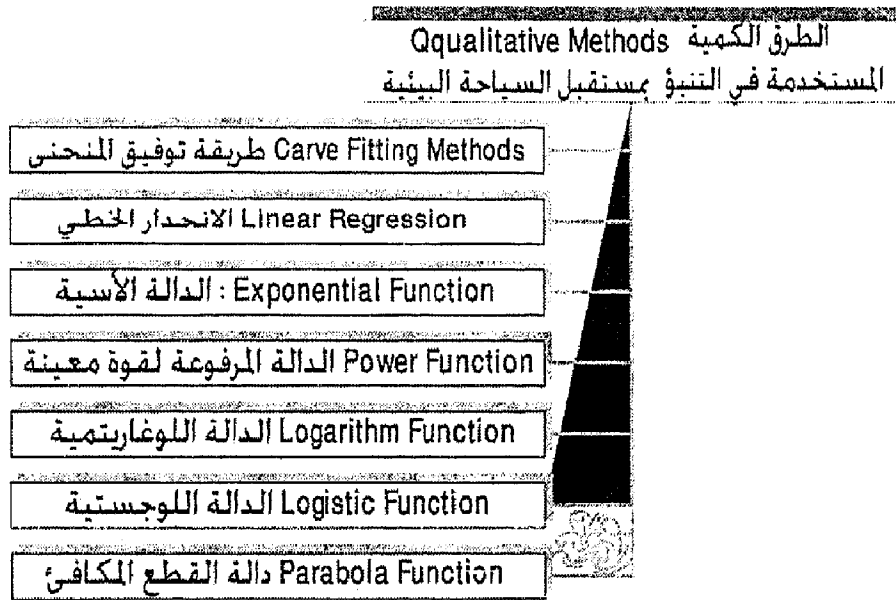 الطرق الكمية Qqualitative Methods
المستخدمة في التنبؤ بمستقبل السياحة البيئية
Carve Fitting Methods طريقة توفيق المنحنى
Linear Regression الانحدار الخطي
Exponential Function : الدالة الأسية
Power Function الدالة المرفوعة لقوة معينة
Logarithm Function الدالة اللوغاريتمية
Logistic Function الدالة اللوجستية
Parabola Function دالة القطع المكافئ